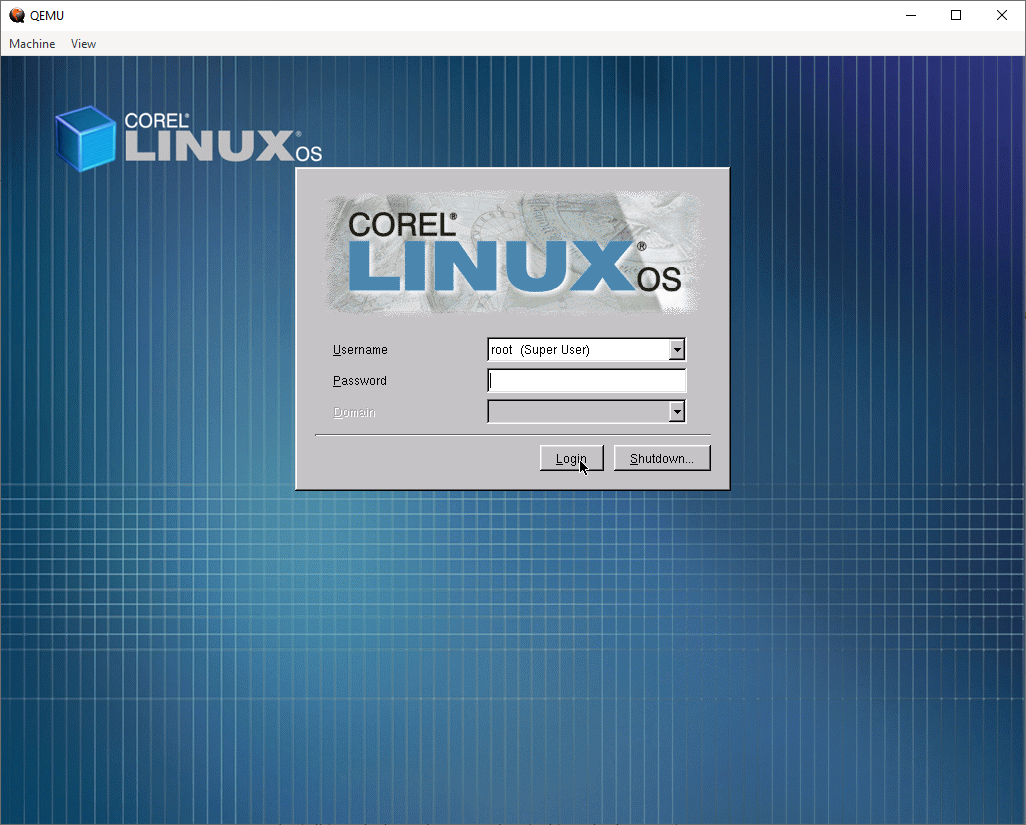 QEMU
Machine View
COREL®
LINUX®OS
COREL®
LINUX®OS
Username root (Super User)
Password
Domain
Login Shutdown...